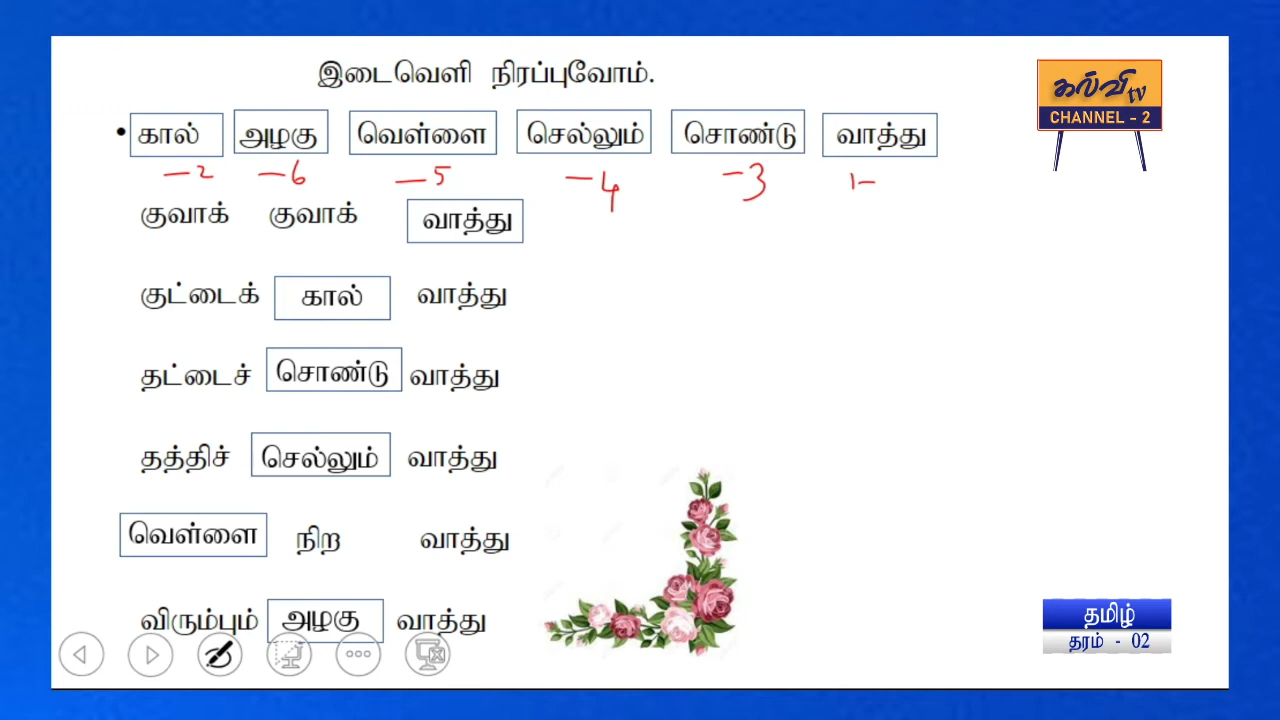 இடைவெளி நிரப்புவோம்.
கல்வி tv
CHANNEL - 2
• கால் அழகு வெள்ளை செல்லும் சொண்டு வாத்து
-2 -6 -5 -4 -3 1-
குவாக் குவாக் வாத்து
குட்டைக் கால் வாத்து
தட்டைச் சொண்டு வாத்து
தத்திச் செல்லும் வாத்து
வெள்ளை நிற வாத்து
விரும்பும் அழகு வாத்து
தமிழ்
தரம் - 02